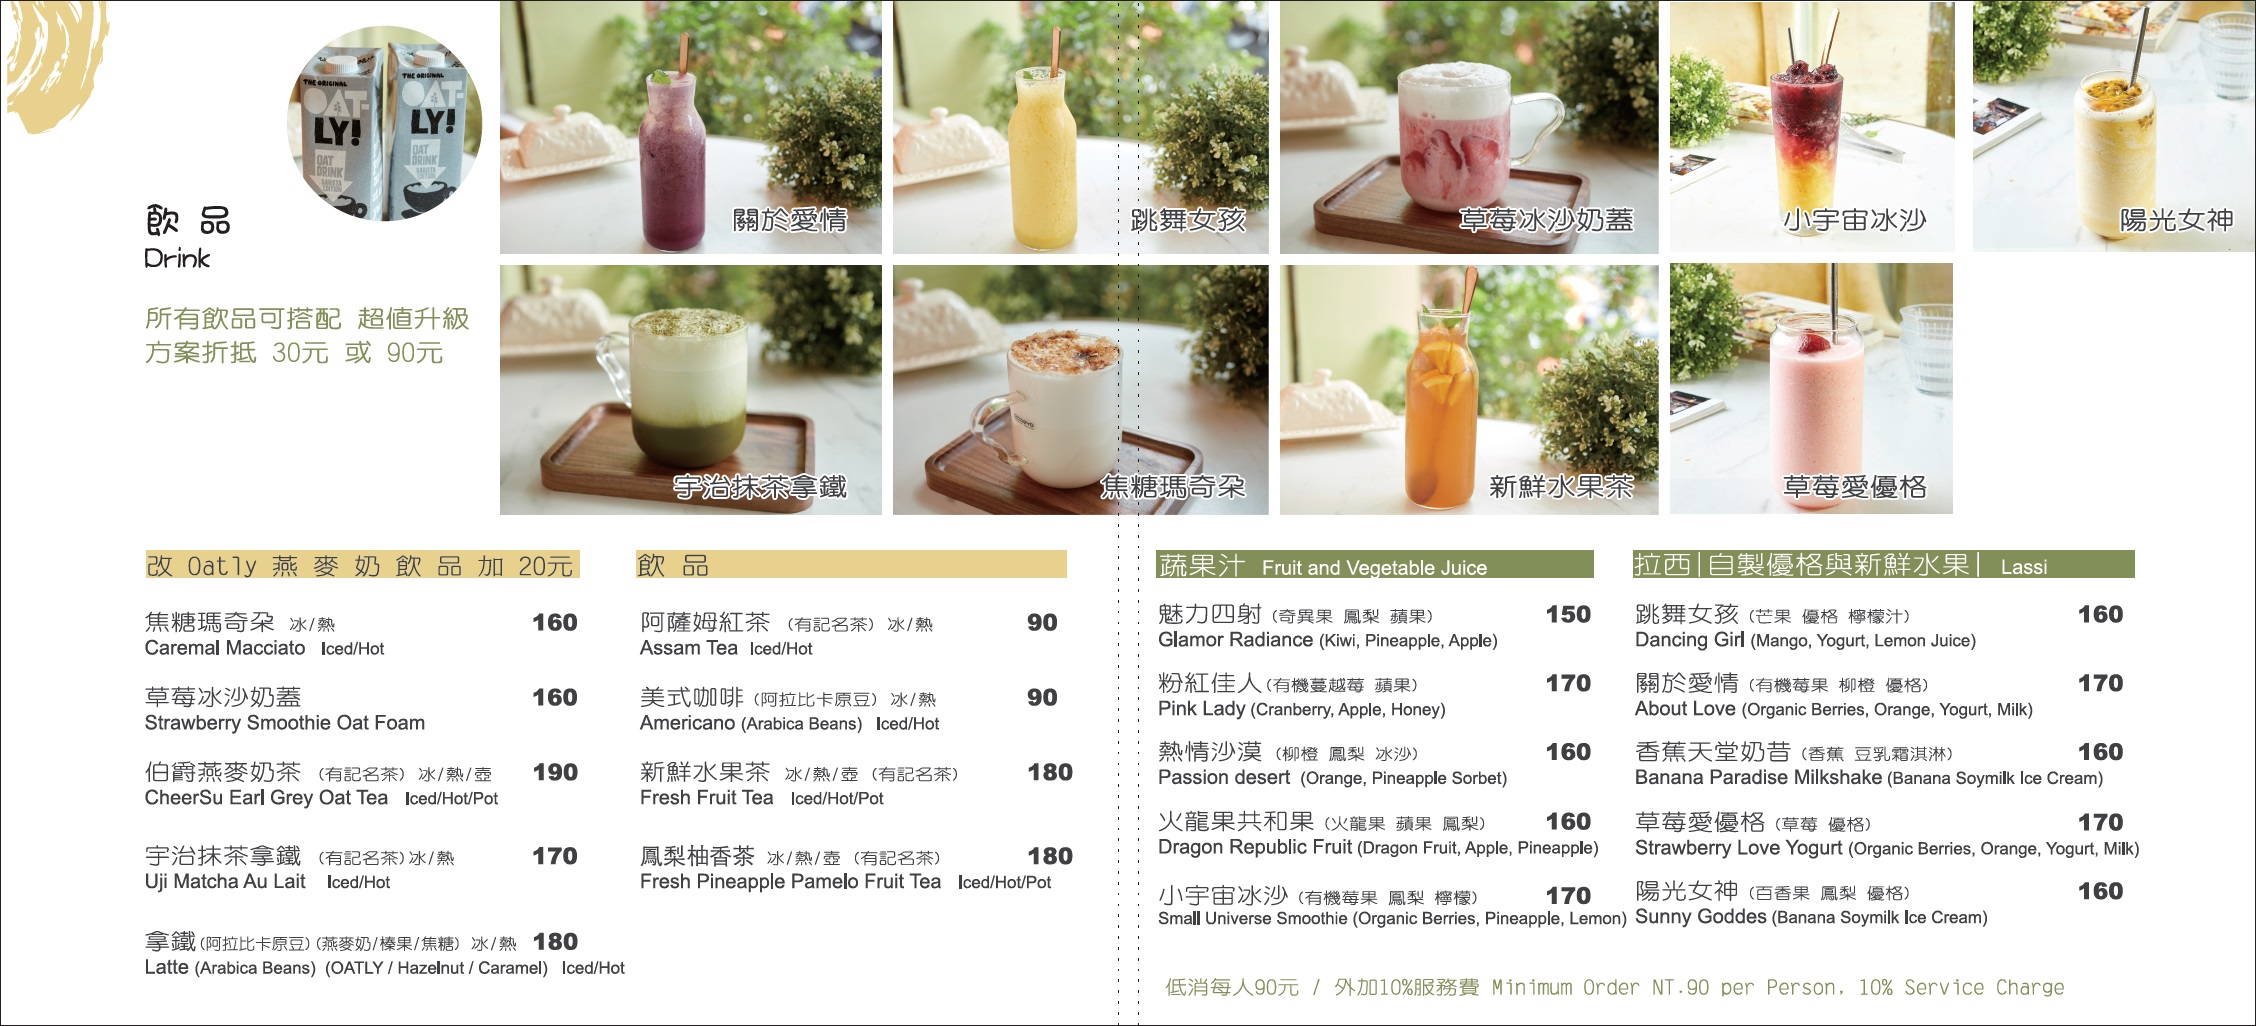 THE ORIGINAL
OAT-
LY!
OAT
DRINK
BARISTA
EDITION
THE ORIGINAL
OAT-
LY!
OAT
DRINK
BARISTA
EDITION
飲 品
Drink
所有飲品可搭配 超值升級
方案折抵 30元 或 90元
關於愛情
跳舞女孩
草莓冰沙奶蓋
小宇宙冰沙
陽光女神
宇治抹茶拿鐵
焦糖瑪奇朵
新鮮水果茶
草莓愛優格
改 Oatly 燕 麥 奶 飲 品 加 20元
焦糖瑪奇朵 冰/熱 160
Caremal Macciato Iced/Hot
草莓冰沙奶蓋 160
Strawberry Smoothie Oat Foam
伯爵燕麥奶茶 (有記名茶) 冰/熱/壺 190
CheerSu Earl Grey Oat Tea Iced/Hot/Pot
宇治抹茶拿鐵 (有記名茶)冰/熱 170
Uji Matcha Au Lait Iced/Hot
拿鐵(阿拉比卡原豆)(燕麥奶/榛果/焦糖) 冰/熱 180
Latte (Arabica Beans) (OATLY / Hazelnut / Caramel) Iced/Hot
飲 品
阿薩姆紅茶 (有記名茶) 冰/熱 90
Assam Tea Iced/Hot
美式咖啡 (阿拉比卡原豆) 冰/熱 90
Americano (Arabica Beans) Iced/Hot
新鮮水果茶 冰/熱/壺 (有記名茶) 180
Fresh Fruit Tea Iced/Hot/Pot
鳳梨柚香茶 冰/熱/壺 (有記名茶) 180
Fresh Pineapple Pamelo Fruit Tea Iced/Hot/Pot
蔬果汁 Fruit and Vegetable Juice
魅力四射 (奇異果 鳳梨 蘋果) 150
Glamor Radiance (Kiwi, Pineapple, Apple)
粉紅佳人(有機蔓越莓 蘋果) 170
Pink Lady (Cranberry, Apple, Honey)
熱情沙漠 (柳橙 鳳梨 冰沙) 160
Passion desert (Orange, Pineapple Sorbet)
火龍果共和果 (火龍果 蘋果 鳳梨) 160
Dragon Republic Fruit (Dragon Fruit, Apple, Pineapple)
小宇宙冰沙 (有機莓果 鳳梨 檸檬) 170
Small Universe Smoothie (Organic Berries, Pineapple, Lemon)
拉西|自製優格與新鮮水果| Lassi
跳舞女孩 (芒果 優格 檸檬汁) 160
Dancing Girl (Mango, Yogurt, Lemon Juice)
關於愛情 (有機莓果 柳橙 優格) 170
About Love (Organic Berries, Orange, Yogurt, Milk)
香蕉天堂奶昔 (香蕉 豆乳霜淇淋) 160
Banana Paradise Milkshake (Banana Soymilk Ice Cream)
草莓愛優格 (草莓 優格) 170
Strawberry Love Yogurt (Organic Berries, Orange, Yogurt, Milk)
陽光女神 (百香果 鳳梨 優格) 160
Sunny Goddes (Banana Soymilk Ice Cream)
低消每人90元 / 外加10%服務費 Minimum Order NT.90 per Person, 10% Service Charge